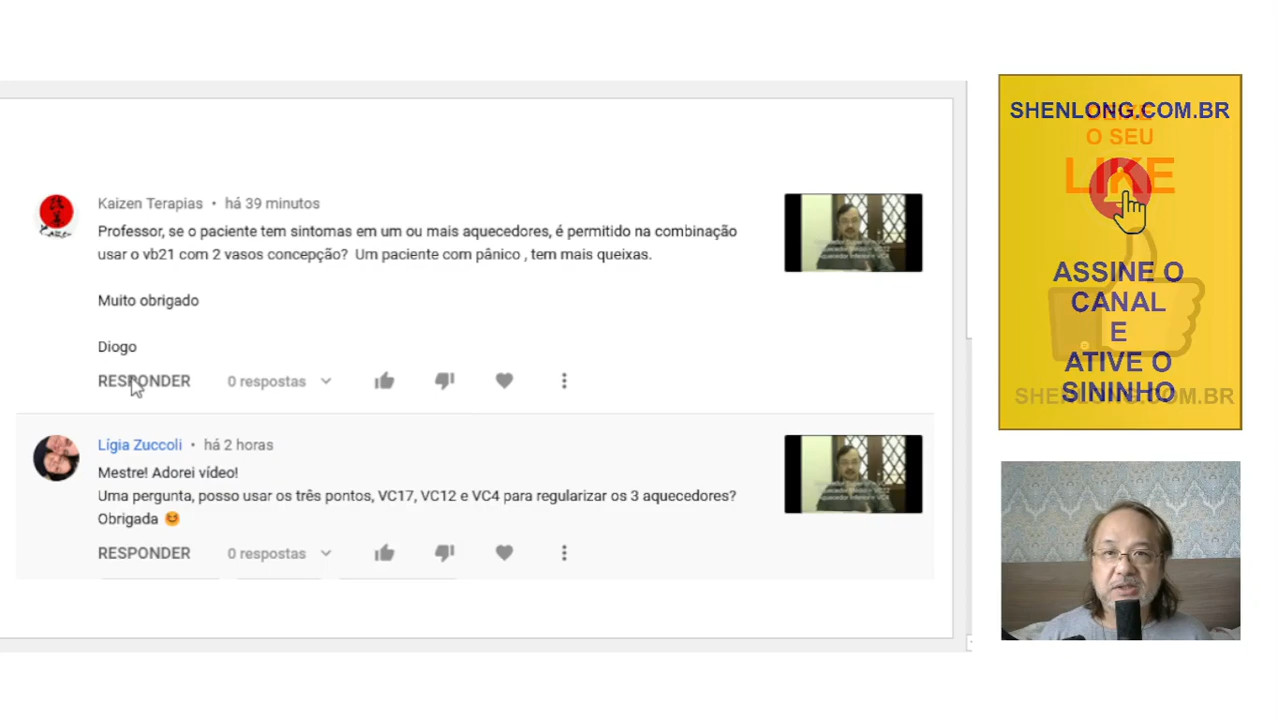 Kaizen Terapias • há 39 minutos
Professor, se o paciente tem sintomas em um ou mais aquecedores, é permitido na combinação
usar o vb21 com 2 vasos concepção? Um paciente com pânico , tem mais queixas.
Muito obrigado
Diogo
RESPONDER 0 respostas
Lígia Zuccoli • há 2 horas
Mestre! Adorei vídeo!
Uma pergunta, posso usar os três pontos, VC17, VC12 e VC4 para regularizar os 3 aquecedores?
Obrigada 😊
RESPONDER 0 respostas
SHENLONG.COM.BR
O SEU
LIKE
ASSINE O
CANAL
E
ATIVE O
SININHO
SHENLONG.COM.BR